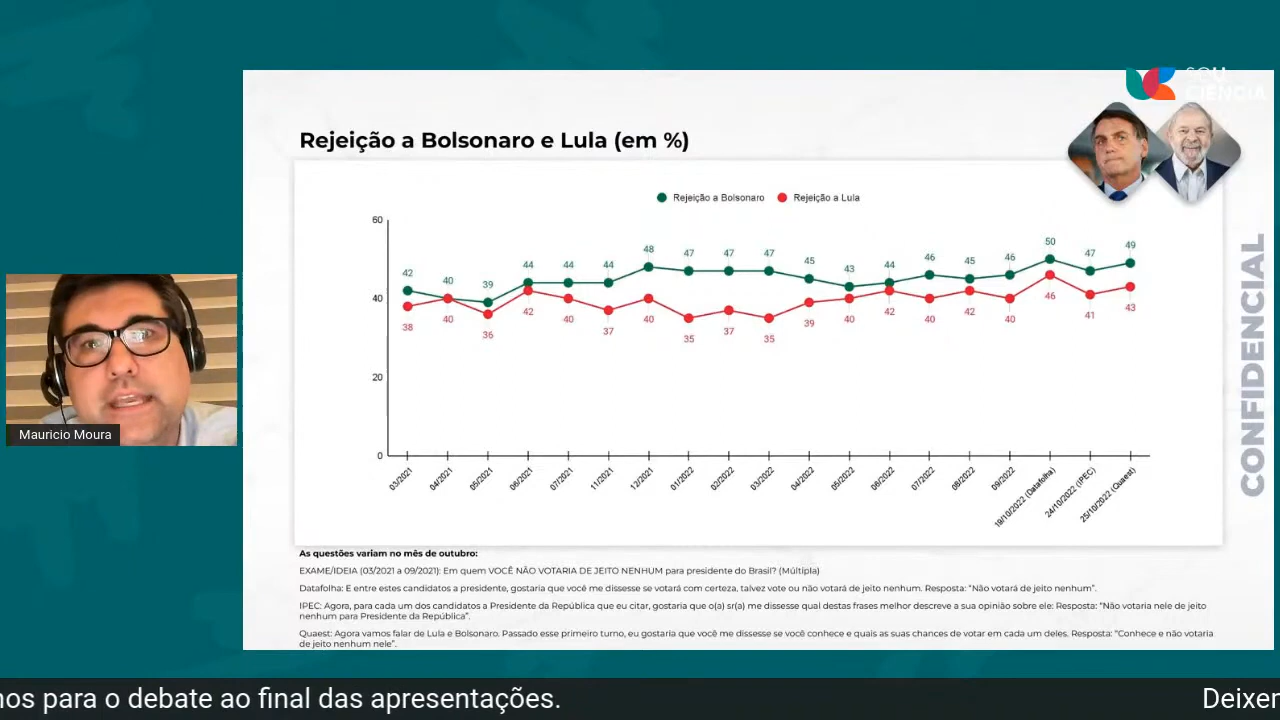 SOU
CIÊNCIA
Rejeição a Bolsonaro e Lula (em %)
Rejeição a Bolsonaro Rejeição a Lula
60
40
20
0
42 40 39 44 44 44 48 47 47 47 45 43 44 46 45 46 50 47 49
38 40 36 42 40 37 40 35 37 35 39 40 42 40 42 40 46 41 43
03/2021 04/2021 05/2021 06/2021 07/2021 11/2021 12/2021 01/2022 02/2022 03/2022 04/2022 05/2022 06/2022 07/2022 08/2022 09/2022 19/10/2022 (Datafolha) 24/10/2022 (IPEC) 25/10/2022 (Quaest)
CONFIDENCIAL
Mauricio Moura
As questões variam no mês de outubro:
EXAME/IDEIA (03/2021 a 09/2021): Em quem VOCÊ NÃO VOTARIA DE JEITO NENHUM para presidente do Brasil? (Múltipla)
Datafolha: E entre estes candidatos a presidente, gostaria que você me dissesse se votará com certeza, talvez vote ou não votará de jeito nenhum. Resposta: “Não votará de jeito nenhum”.
IPEC: Agora, para cada um dos candidatos a Presidente da República que eu citar, gostaria que o(a) sr(a) me dissesse qual destas frases melhor descreve a sua opinião sobre ele: Resposta: “Não votaria nele de jeito
nenhum para Presidente da República”.
Quaest: Agora vamos falar de Lula e Bolsonaro. Passado esse primeiro turno, eu gostaria que você me dissesse se você conhece e quais as suas chances de votar em cada um deles. Resposta: “Conhece e não votaria
de jeito nenhum nele”.
nos para o debate ao final das apresentações. Deixer